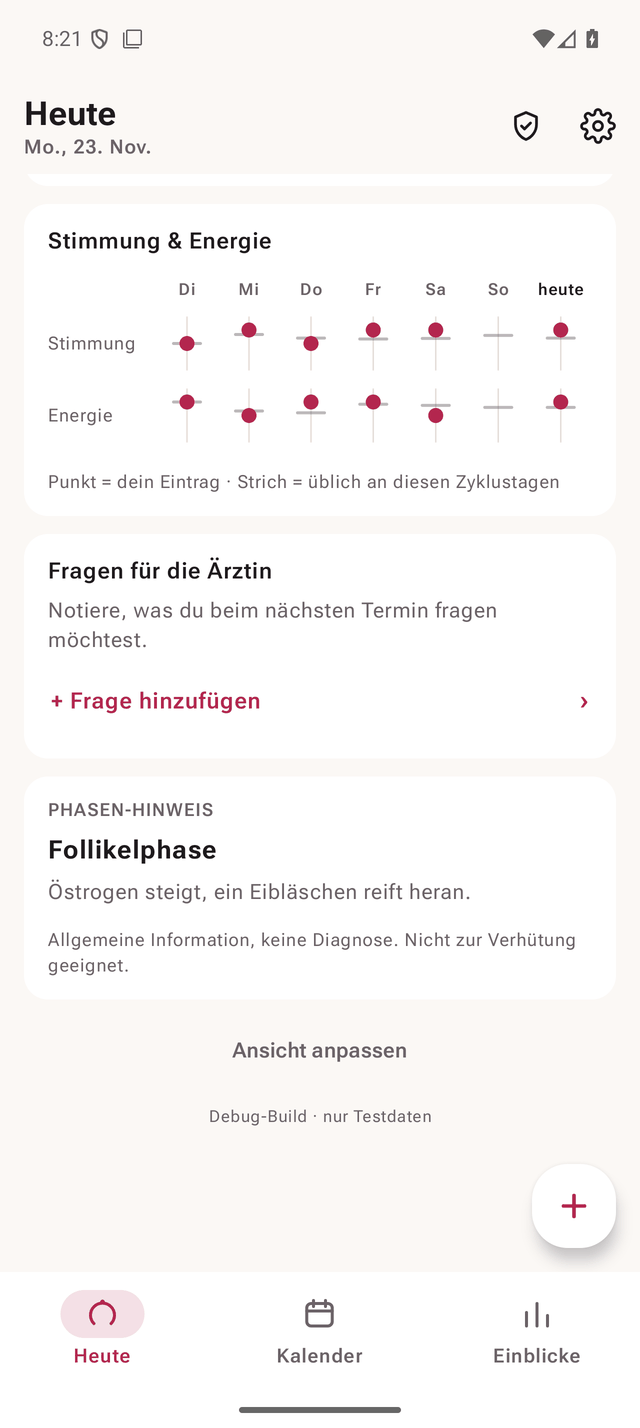 8:21
Heute
Mo., 23. Nov.
Stimmung & Energie
Di Mi Do Fr Sa So heute
Stimmung
Energie
Punkt = dein Eintrag · Strich = üblich an diesen Zyklustagen
Fragen für die Ärztin
Notiere, was du beim nächsten Termin fragen
möchtest.
+ Frage hinzufügen ›
PHASEN-HINWEIS
Follikelphase
Östrogen steigt, ein Eibläschen reift heran.
Allgemeine Information, keine Diagnose. Nicht zur Verhütung
geeignet.
Ansicht anpassen
Debug-Build · nur Testdaten
+
Heute Kalender Einblicke